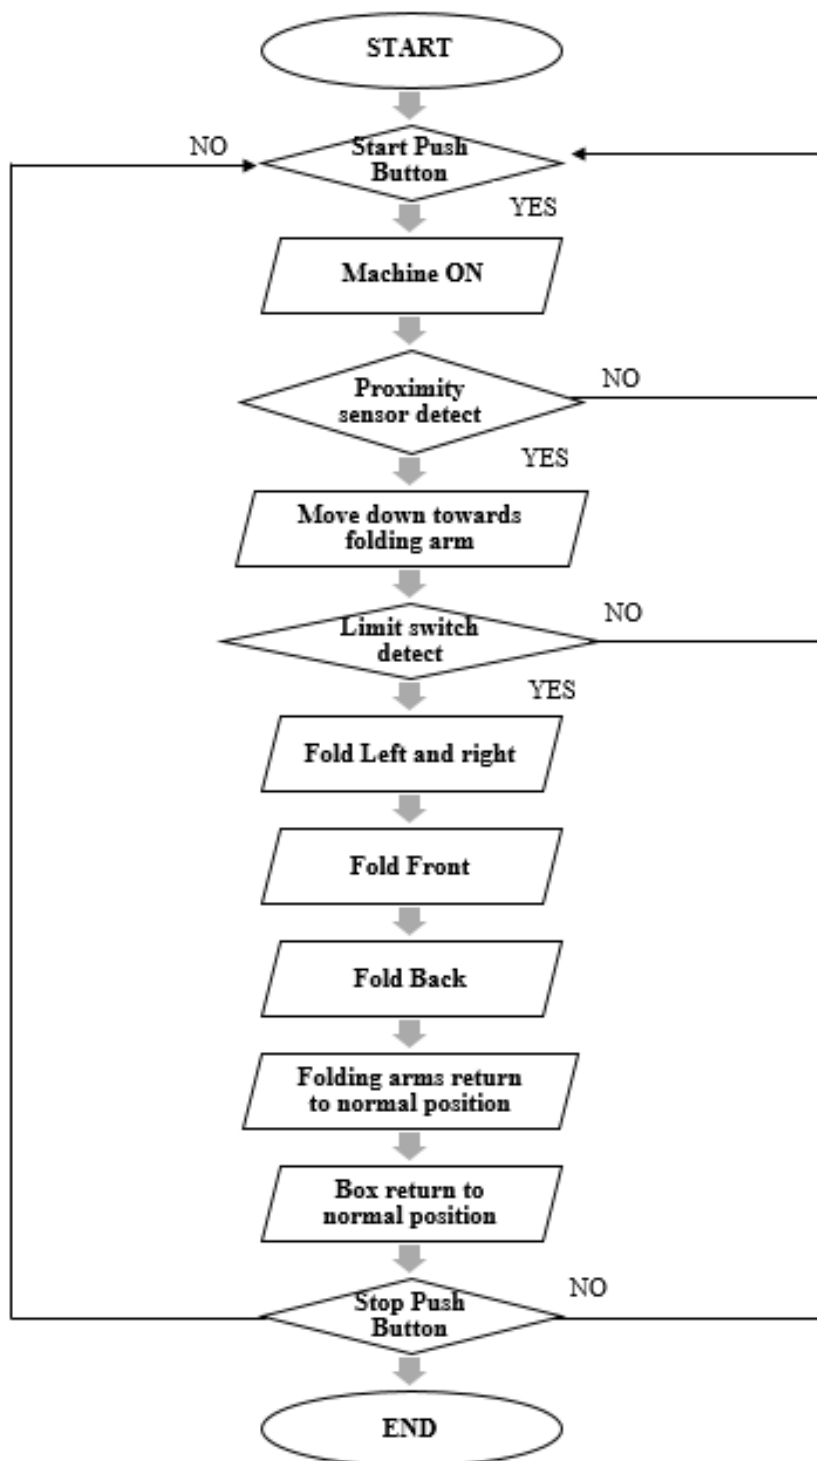 START
NO
Start Push
Button
YES
Machine ON
Proximity
sensor detect
NO
YES
Move down towards
folding arm
Limit switch
detect
NO
YES
Fold Left and right
Fold Front
Fold Back
Folding arms return
to normal position
Box return to
normal position
Stop Push
Button
NO
END